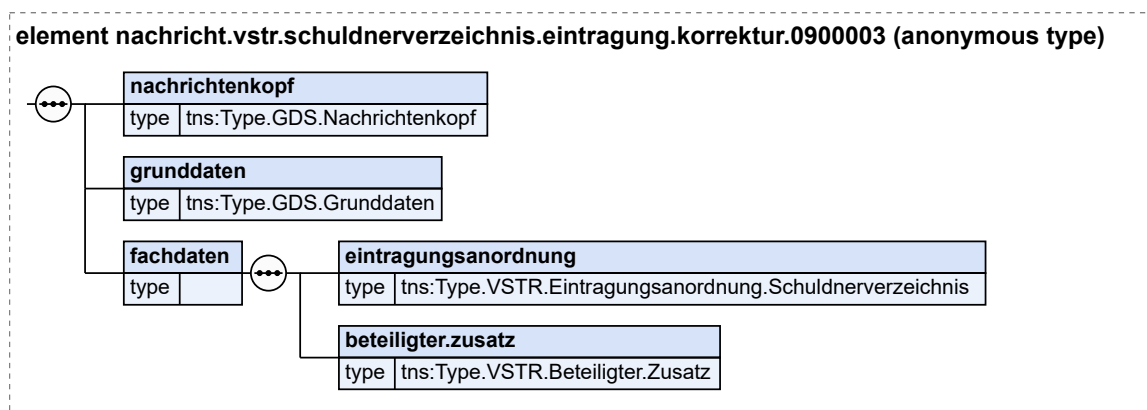 element nachricht.vstr.schuldnerverzeichnis.eintragung.korrektur.0900003 (anonymous type)
nachrichtenkopf
type tns:Type.GDS.Nachrichtenkopf
grunddaten
type tns:Type.GDS.Grunddaten
fachdaten
type
eintragungsanordnung
type tns:Type.VSTR.Eintragungsanordnung.Schuldnerverzeichnis
beteiligter.zusatz
type tns:Type.VSTR.Beteiligter.Zusatz